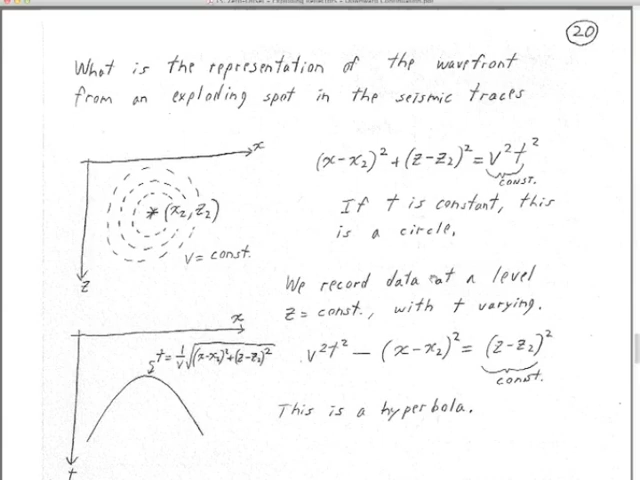 20
What is the representation of the wavefront
from an exploding spot in the seismic traces
x
(x-x₂)² + (z-z₂)² = v²t²
const.
* (x₂, z₂)
If t is constant, this
is a circle.
v = const.
z
We record data at a level
z = const., with t varying.
x
t = 1/v √((x-x₂)² + (z-z₂)²)
v²t² - (x-x₂)² = (z-z₂)²
const.
This is a hyperbola.
t